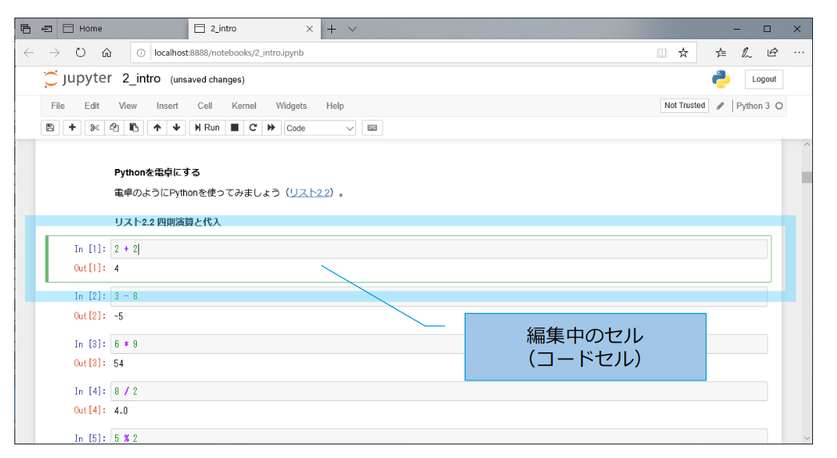 Home
2_intro
localhost:8888/notebooks/2_intro.ipynb
jupyter 2_intro (unsaved changes)
Logout
File Edit View Insert Cell Kernel Widgets Help
Not Trusted
Python 3
Run
Code
Pythonを電卓にする
電卓のようにPythonを使ってみましょう（リスト2.2）。
リスト2.2 四則演算と代入
In [1]: 2 + 2
Out[1]: 4
In [2]: 3 - 8
Out[2]: -5
In [3]: 6 * 9
Out[3]: 54
In [4]: 8 / 2
Out[4]: 4.0
In [5]: 5 % 2
編集中のセル
（コードセル）